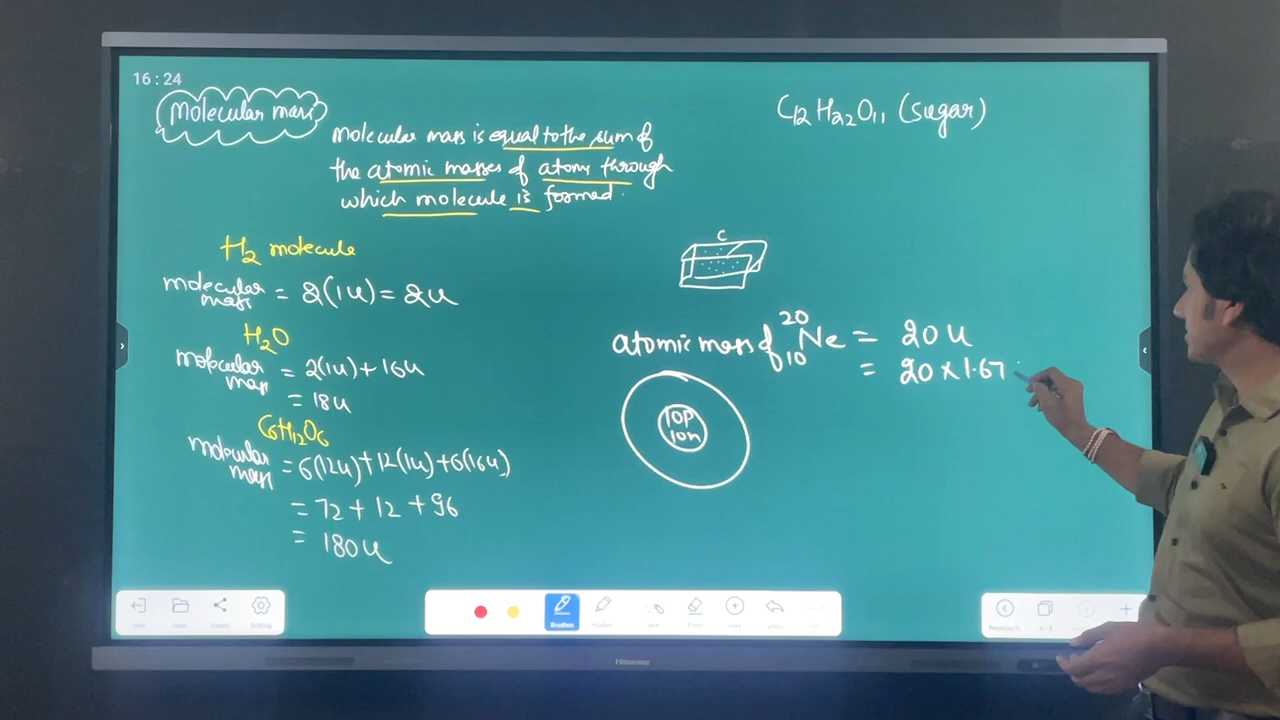 16:24
Molecular mass
molecular mass is equal to the sum of
the atomic masses of atoms through
which molecule is formed.
H2 molecule
molecular mass = 2(1u) = 2u
H2O
molecular mass = 2(1u) + 16u
= 18u
C6H12O6
molecular mass = 6(12u) + 12(1u) + 6(16u)
= 72 + 12 + 96
= 180u
C12H22O11 (sugar)
C
atomic mass of 20 10 Ne = 20u
= 20 × 1.67
10p
10n
Editing
Brushes
Hisense